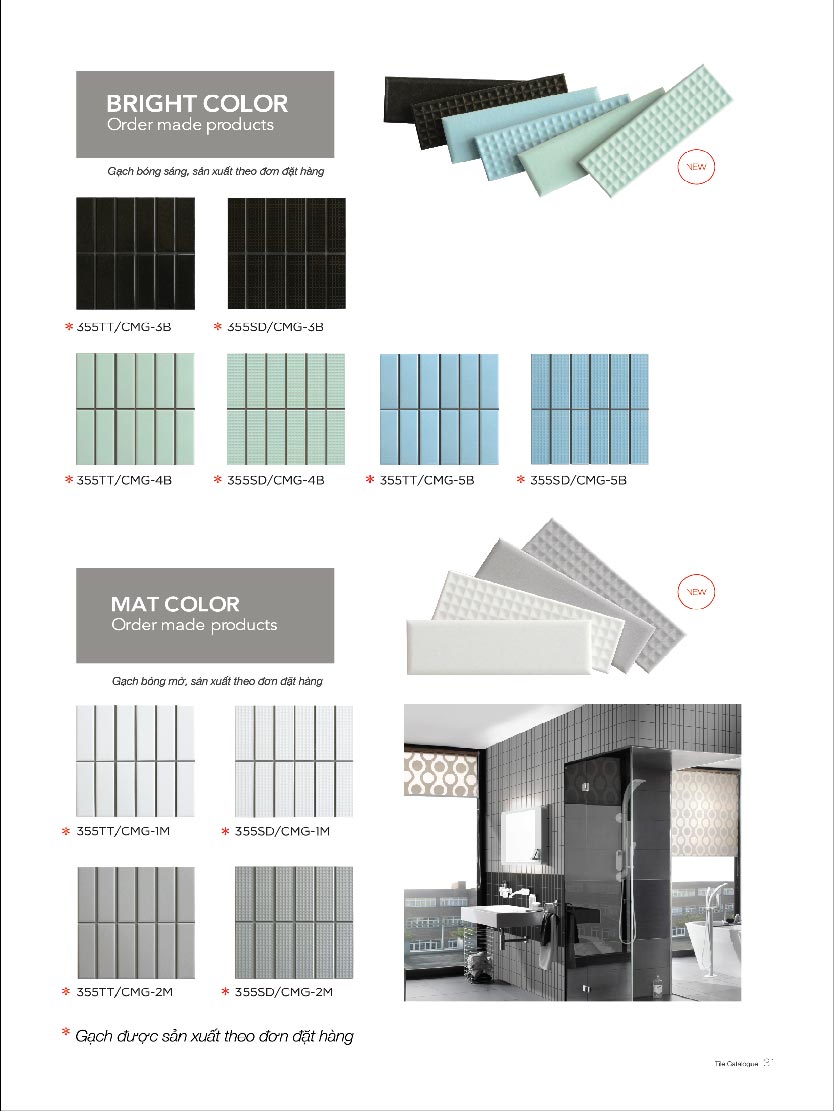 BRIGHT COLOR
Order made products
Gạch bóng sáng, sản xuất theo đơn đặt hàng
NEW
* 355TT/CMG-3B
* 355SD/CMG-3B
* 355TT/CMG-4B
* 355SD/CMG-4B
* 355TT/CMG-5B
* 355SD/CMG-5B
MAT COLOR
Order made products
NEW
Gạch bóng mờ, sản xuất theo đơn đặt hàng
* 355TT/CMG-1M
* 355SD/CMG-1M
* 355TT/CMG-2M
* 355SD/CMG-2M
* Gạch được sản xuất theo đơn đặt hàng
Tile Catalogue